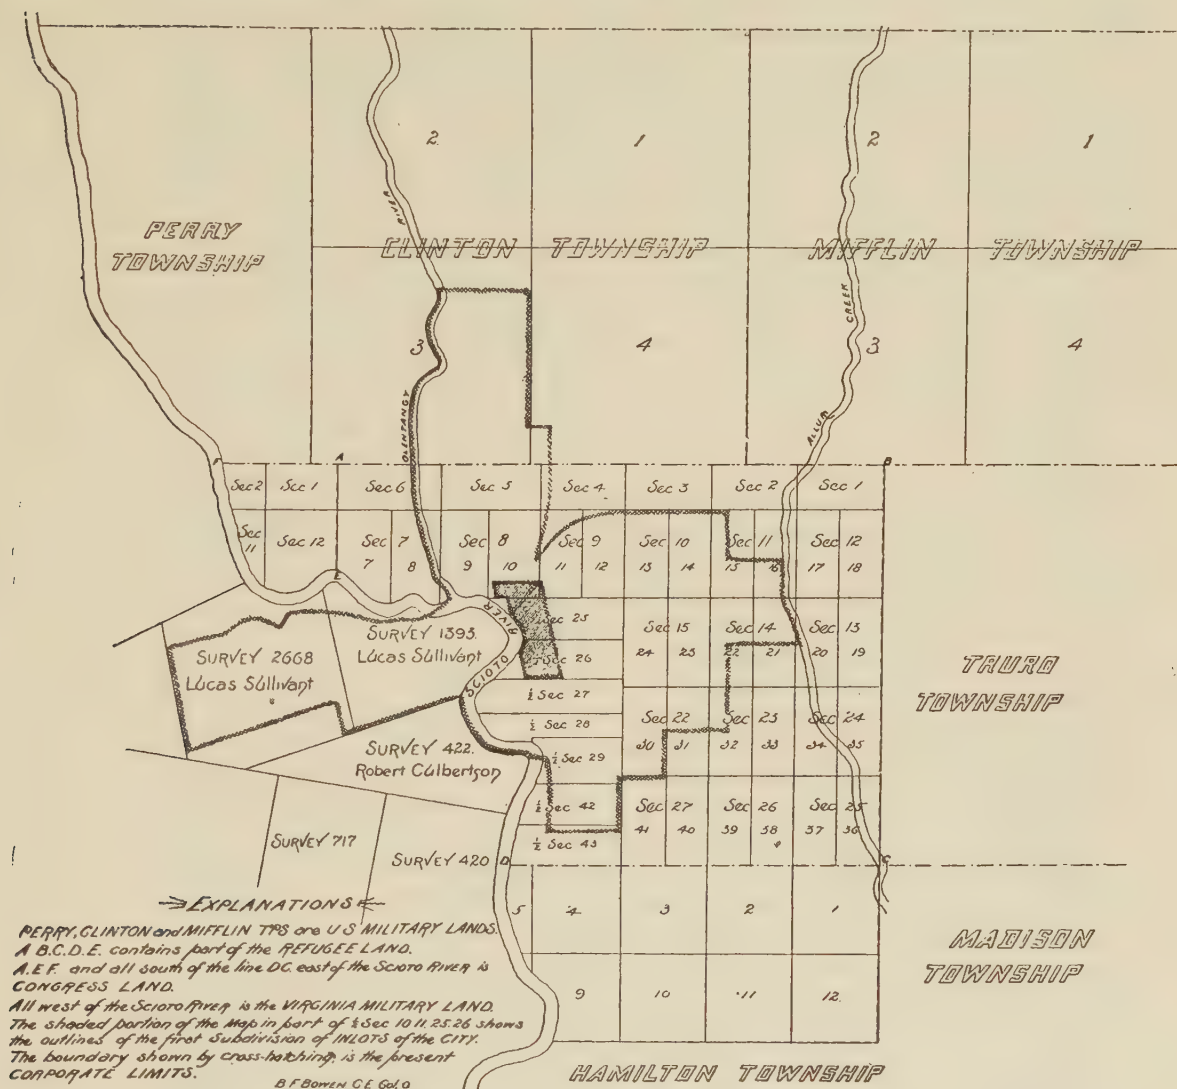 2
1
2
1
RIVER
PERRY
TOWNSHIP
CLINTON TOWNSHIP
MIFFLIN TOWNSHIP
CREEK
3
4
3
4
OLENTANGY
ALLUM
F
A
B
Sec 2 Sec 1 Sec 6 Sec 5 Sec 4 Sec 3 Sec 2 Sec 1
Sec 11 Sec 12 Sec 7 Sec 8 Sec 9 Sec 10 Sec 11 Sec 12
7 8 9 10 11 12 13 14 15 16 17 18
E
SCIOTO RIVER
SURVEY 1393.
Lucas Sullivant
SURVEY 2668
Lucas Sullivant
Sec 25
Sec 15 Sec 14 Sec 13
½ Sec 26
24 23 22 21 20 19
TRURO
TOWNSHIP
½ Sec 27
½ Sec 28
Sec 22 Sec 23 Sec 24
30 31 32 33 34 35
SURVEY 422.
Robert Culbertson
½ Sec 29
½ Sec 42
Sec 27 Sec 26 Sec 25
41 40 39 38 37 36
½ Sec 43
SURVEY 717
SURVEY 420
D
C
5 4 3 2 1
MADISON
TOWNSHIP
9 10 11 12
EXPLANATIONS
PERRY, CLINTON and MIFFLIN TPS are U S MILITARY LANDS.
A B.C.D.E. contains part of the REFUGEE LAND.
A.E.F. and all south of the line DC. east of the SCIOTO RIVER is
CONGRESS LAND.
All west of the Scioto RIVER is the VIRGINIA MILITARY LAND.
The shaded portion of the Map in part of ½ Sec 10 11. 25. 26 shows
the outlines of the first Subdivision of INLOTS of the CITY.
The boundary shown by cross-hatching, is the present
CORPORATE LIMITS.
B F BOWEN C E Col. O
HAMILTON TOWNSHIP